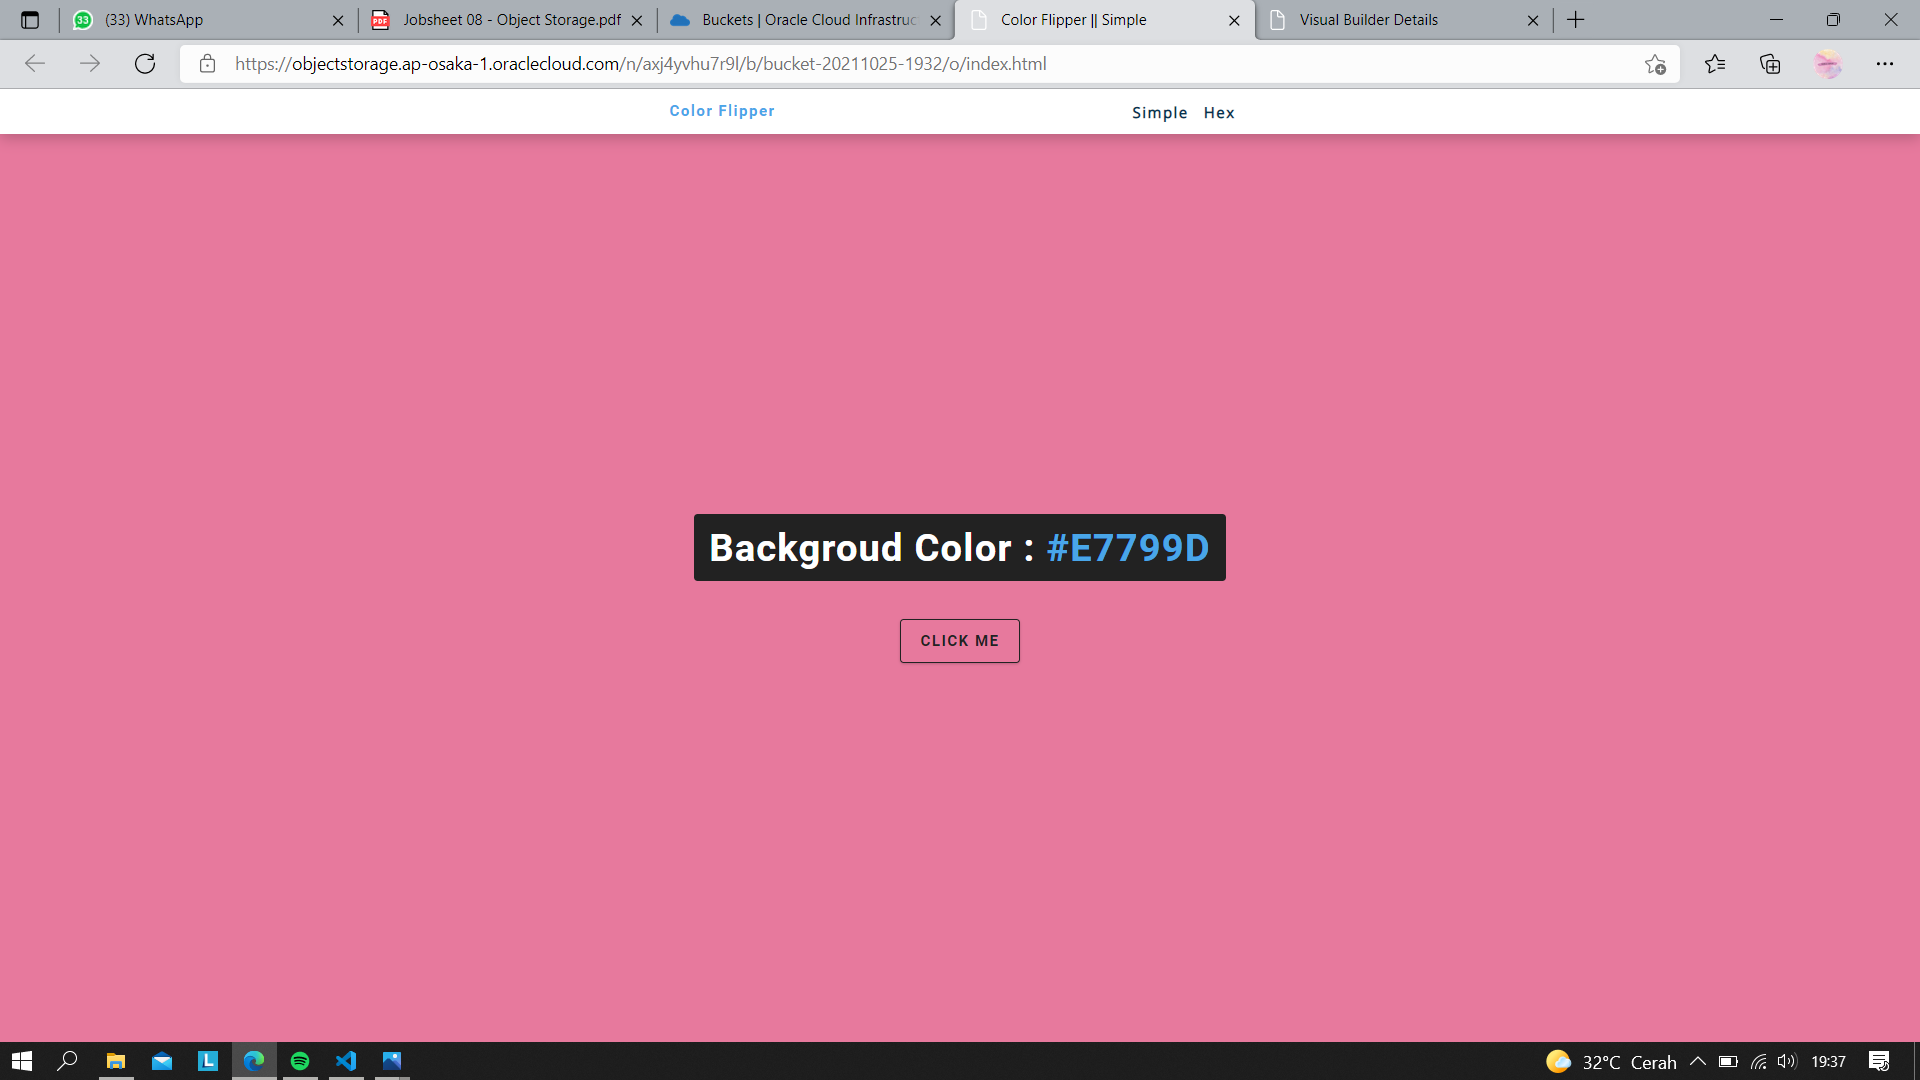 (33) WhatsApp
Jobsheet 08 - Object Storage.pdf
Buckets | Oracle Cloud Infrastruc
Color Flipper || Simple
Visual Builder Details
https://objectstorage.ap-osaka-1.oraclecloud.com/n/axj4yvhu7r9l/b/bucket-20211025-1932/o/index.html
Color Flipper
Simple Hex
Backgroud Color : #E7799D
CLICK ME
32°C Cerah
19:37